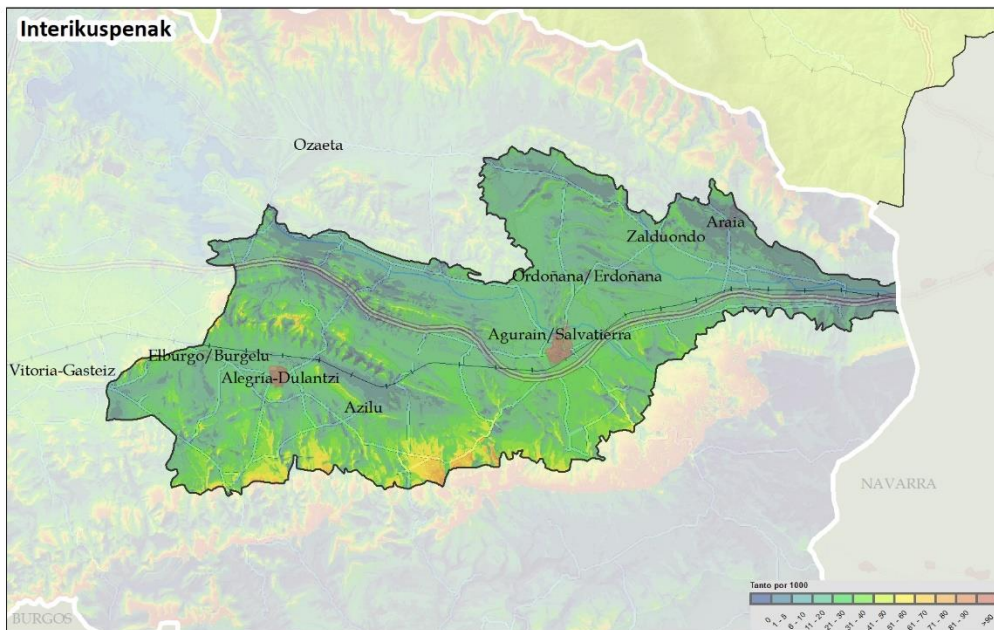 Interikuspenak
Ozaeta
Araia
Zalduondo
Ordoñana/Erdoñana
Agurain/Salvatierra
Elburgo/Burgelu
Vitoria-Gasteiz
Alegría-Dulantzi
Azilu
NAVARRA
BURGOS
Tanto por 1000
0
1 - 5
6 - 10
11 - 20
21 - 30
31 - 40
41 - 50
51 - 60
61 - 70
71 - 80
81 - 90
>90